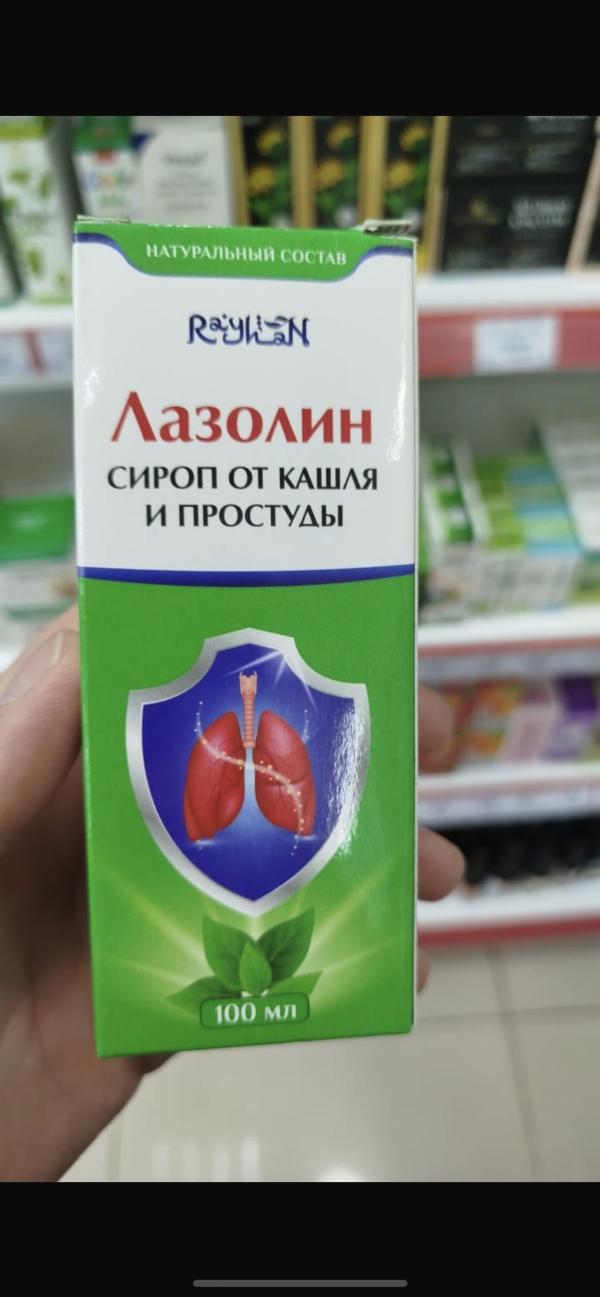 НАТУРАЛЬНЫЙ СОСТАВ
RayhaN
Лазолин
СИРОП ОТ КАШЛЯ
И ПРОСТУДЫ
100 мл